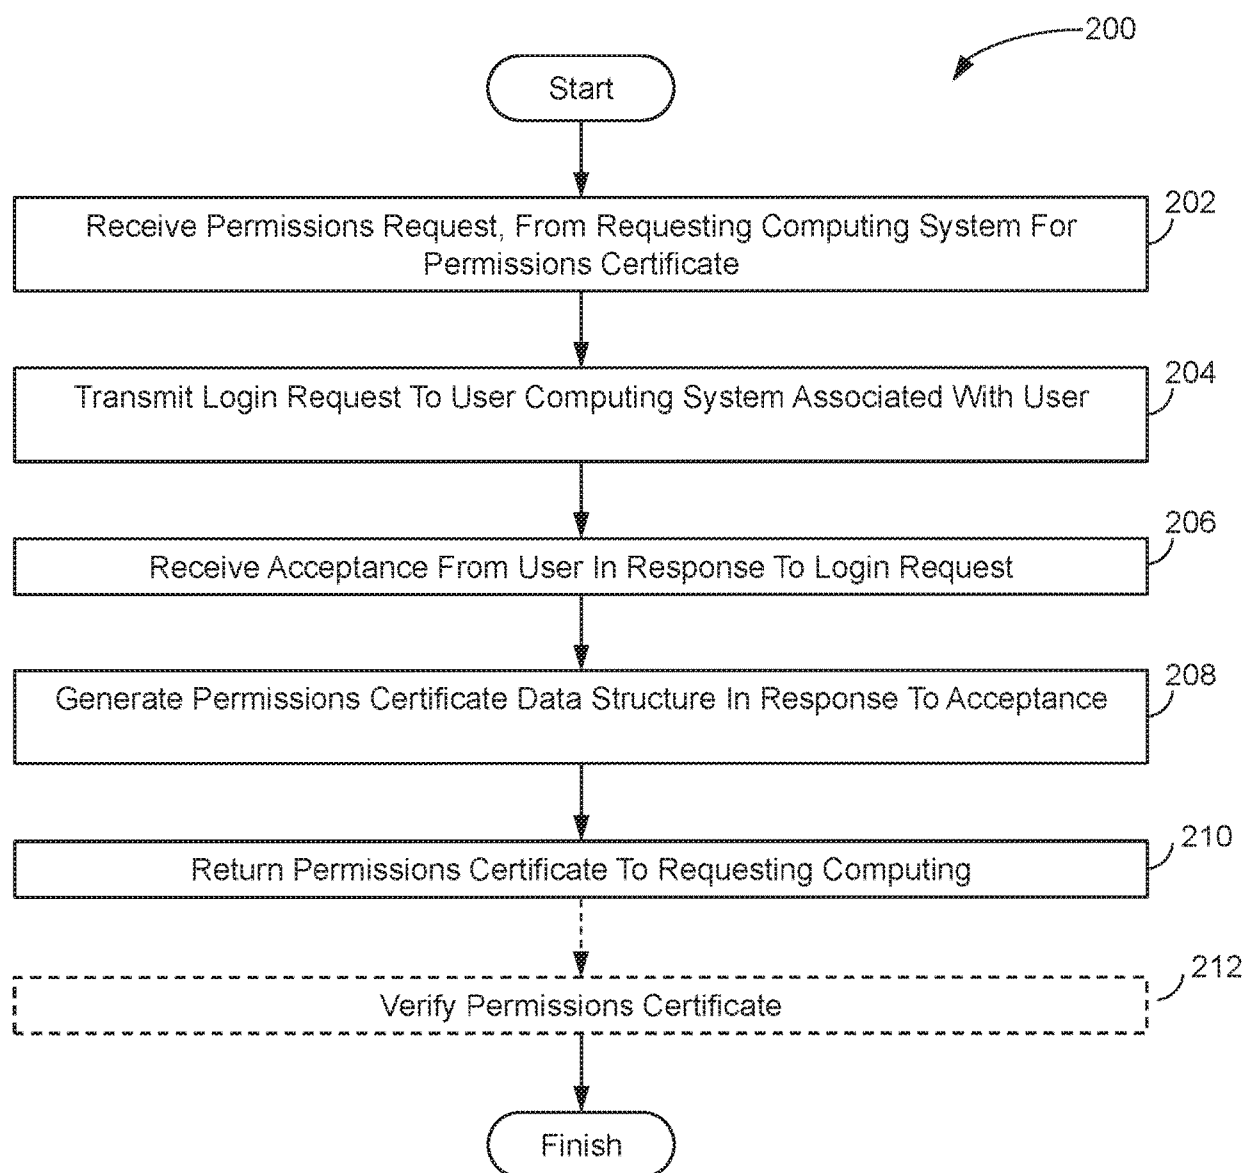 200
Start
Receive Permissions Request, From Requesting Computing System For
Permissions Certificate
202
Transmit Login Request To User Computing System Associated With User
204
Receive Acceptance From User In Response To Login Request
206
Generate Permissions Certificate Data Structure In Response To Acceptance
208
Return Permissions Certificate To Requesting Computing
210
Verify Permissions Certificate
212
Finish